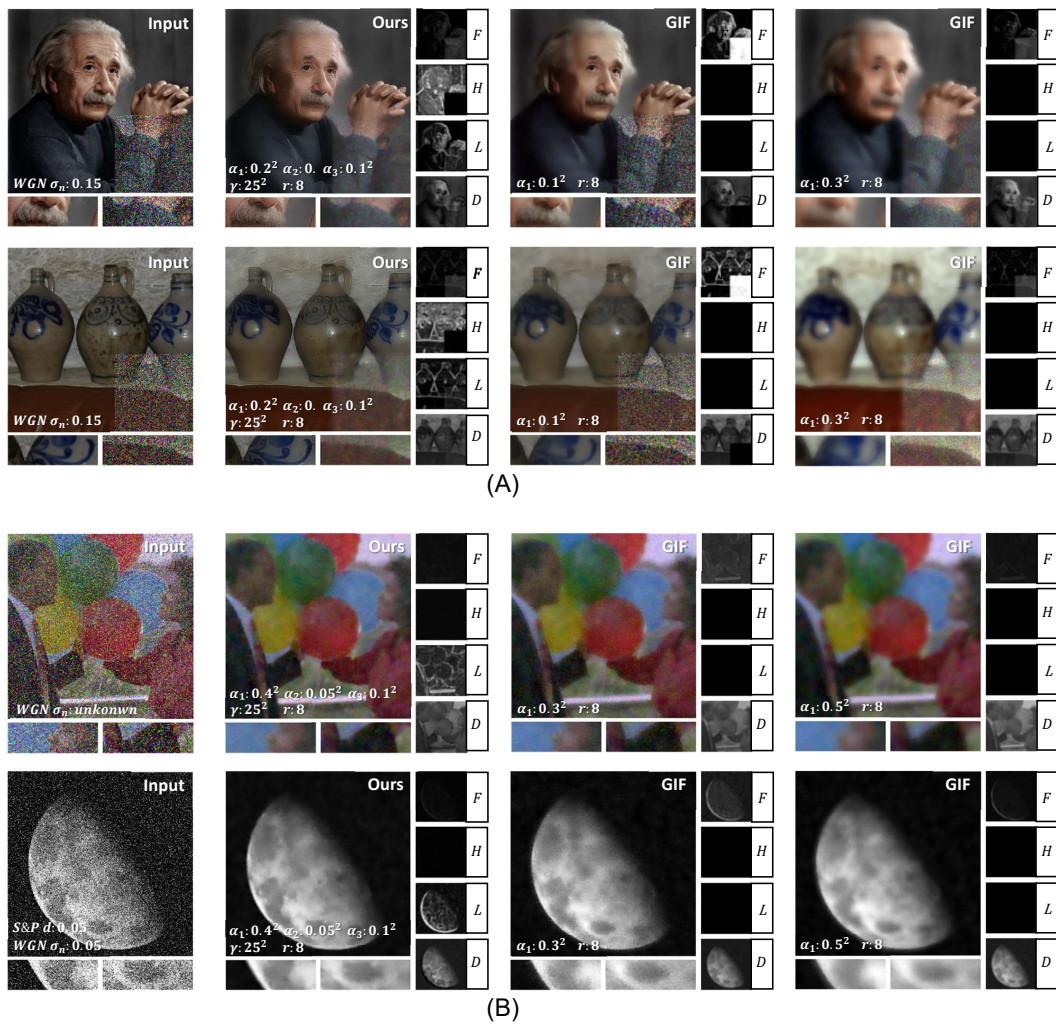 Input
Ours
GIF
GIF
F
F
F
H
H
H
L
L
L
D
D
D
WGN σₙ: 0.15
α₁: 0.2² α₂: 0. α₃: 0.1²
γ: 25² r: 8
α₁: 0.1² r: 8
α₁: 0.3² r: 8
Input
Ours
GIF
GIF
F
F
F
H
H
H
L
L
L
D
D
D
WGN σₙ: 0.15
α₁: 0.2² α₂: 0. α₃: 0.1²
γ: 25² r: 8
α₁: 0.1² r: 8
α₁: 0.3² r: 8
(A)
Input
Ours
GIF
GIF
F
F
F
H
H
H
L
L
L
D
D
D
WGN σₙ: unkonwn
α₁: 0.4² α₂: 0.05² α₃: 0.1²
γ: 25² r: 8
α₁: 0.3² r: 8
α₁: 0.5² r: 8
Input
Ours
GIF
GIF
F
F
F
H
H
H
L
L
L
D
D
D
S&P d: 0.05
WGN σₙ: 0.05
α₁: 0.4² α₂: 0.05² α₃: 0.1²
γ: 25² r: 8
α₁: 0.3² r: 8
α₁: 0.5² r: 8
(B)